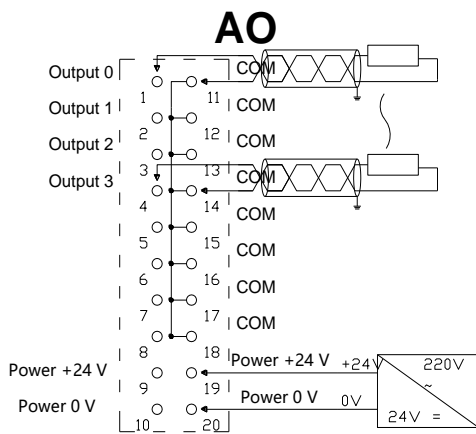 AO
Output 0
COM
1
11
Output 1
COM
2
12
Output 2
COM
3
13
Output 3
COM
4
14
COM
5
15
COM
6
16
COM
7
17
COM
8
18
Power +24 V
Power +24 V
+24V
220V
~
9
19
Power 0 V
Power 0 V
0V
24V =
10
20